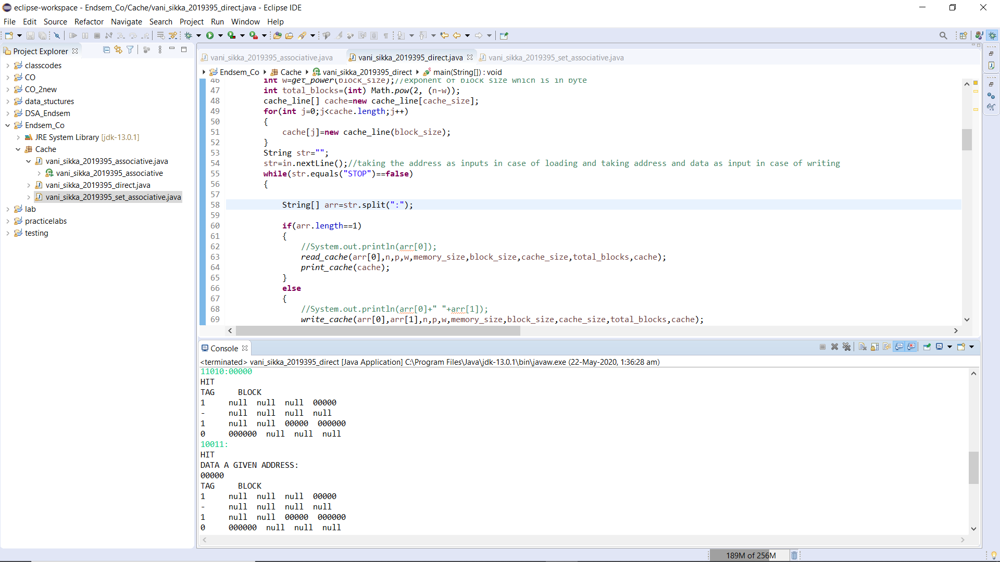 eclipse-workspace - Endsem_Co/Cache/vani_sikka_2019395_direct.java - Eclipse IDE
File Edit Source Refactor Navigate Search Project Run Window Help
Project Explorer
classcodes
CO
CO_2new
data_stuctures
DSA_Endsem
Endsem_Co
JRE System Library [jdk-13.0.1]
Cache
vani_sikka_2019395_associative.java
vani_sikka_2019395_associative
vani_sikka_2019395_direct.java
vani_sikka_2019395_set_associative.java
lab
practicelabs
testing
vani_sikka_2019395_associative.java vani_sikka_2019395_direct.java vani_sikka_2019395_set_associative.java
Endsem_Co Cache vani_sikka_2019395_direct main(String[]) : void
46 int w=get_power(block_size);//exponent of block size which is in byte
47 int total_blocks=(int) Math.pow(2, (n-w));
48 cache_line[] cache=new cache_line[cache_size];
49 for(int j=0;j<cache.length;j++)
50 {
51 cache[j]=new cache_line(block_size);
52 }
53 String str="";
54 str=in.nextLine();//taking the address as inputs in case of loading and taking address and data as input in case of writing
55 while(str.equals("STOP")==false)
56 {
57
58 String[] arr=str.split(":");
59
60 if(arr.length==1)
61 {
62 //System.out.println(arr[0]);
63 read_cache(arr[0],n,p,w,memory_size,block_size,cache_size,total_blocks,cache);
64 print_cache(cache);
65 }
66 else
67 {
68 //System.out.println(arr[0]+" "+arr[1]);
69 write_cache(arr[0],arr[1],n,p,w,memory_size,block_size,cache_size,total_blocks,cache);
Console
<terminated> vani_sikka_2019395_direct [Java Application] C:\Program Files\Java\jdk-13.0.1\bin\javaw.exe (22-May-2020, 1:36:28 am)
11010:00000
HIT
TAG BLOCK
1 null null null 00000
- null null null null
1 null null 00000 000000
0 000000 null null null
10011:
HIT
DATA A GIVEN ADDRESS:
00000
TAG BLOCK
1 null null null 00000
- null null null null
1 null null 00000 000000
0 000000 null null null
189M of 256M